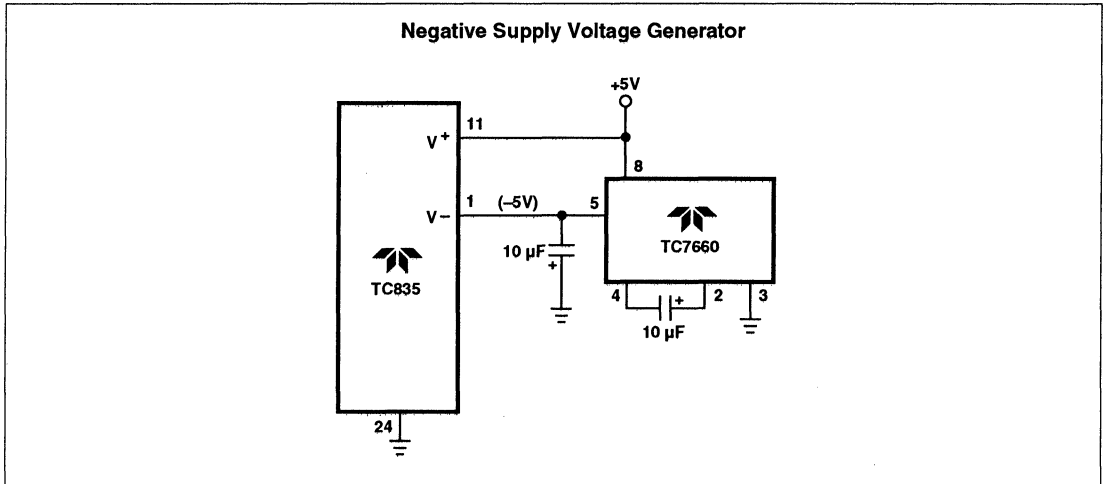 Negative Supply Voltage Generator
+5V
11
V+
8
1
(–5V)
5
V–
TC7660
10 µF
+
TC835
4
+
2
3
10 µF
24